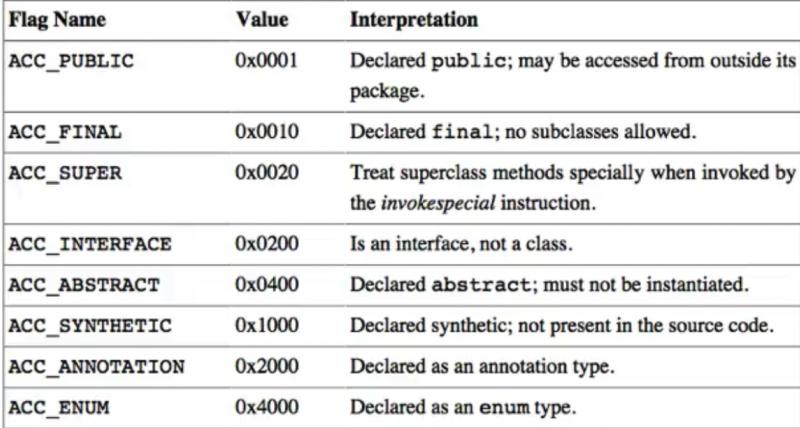 Flag Name Value Interpretation
ACC_PUBLIC 0x0001 Declared public; may be accessed from outside its
package.
ACC_FINAL 0x0010 Declared final; no subclasses allowed.
ACC_SUPER 0x0020 Treat superclass methods specially when invoked by
the invokespecial instruction.
ACC_INTERFACE 0x0200 Is an interface, not a class.
ACC_ABSTRACT 0x0400 Declared abstract; must not be instantiated.
ACC_SYNTHETIC 0x1000 Declared synthetic; not present in the source code.
ACC_ANNOTATION 0x2000 Declared as an annotation type.
ACC_ENUM 0x4000 Declared as an enum type.